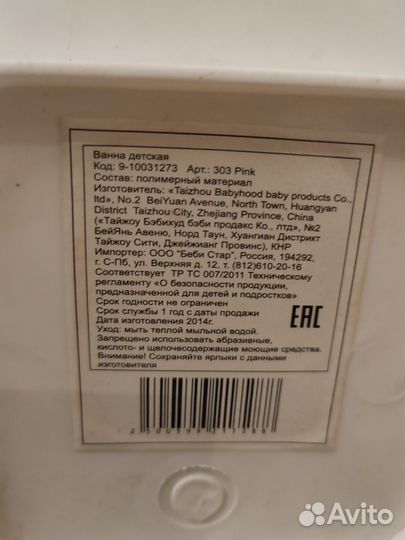 Ванна детская
Код: 9-10031273 Арт.: 303 Pink
Состав: полимерный материал
Изготовитель: «Taizhou Babyhood baby products Co.,
ltd», No.2 BeiYuan Avenue, North Town, Huangyan
District Taizhou City, Zhejiang Province, China
(«Тайжоу Бэбихуд бэби продакс Ко., лтд», №2
БейЯнь Авеню, Норд Таун, Хуангиан Дистрикт
Тайжоу Сити, Джейжианг Провинс), КНР
Импортер: ООО "Беби Стар", Россия, 194292,
г. С-Пб, ул. Верхняя д. 12, т. (812)610-20-16
Соответствует ТР ТС 007/2011 Техническому
регламенту «О безопасности продукции,
предназначенной для детей и подростков»
Срок годности не ограничен
Срок службы 1 год с даты продажи
Дата изготовления 2014г.
Уход: мыть теплой мыльной водой.
Запрещено использовать абразивные,
кислото- и щелочесодержащие моющие средства.
Внимание! Сохраняйте ярлыки с данными
изготовителя
EAC
Avito